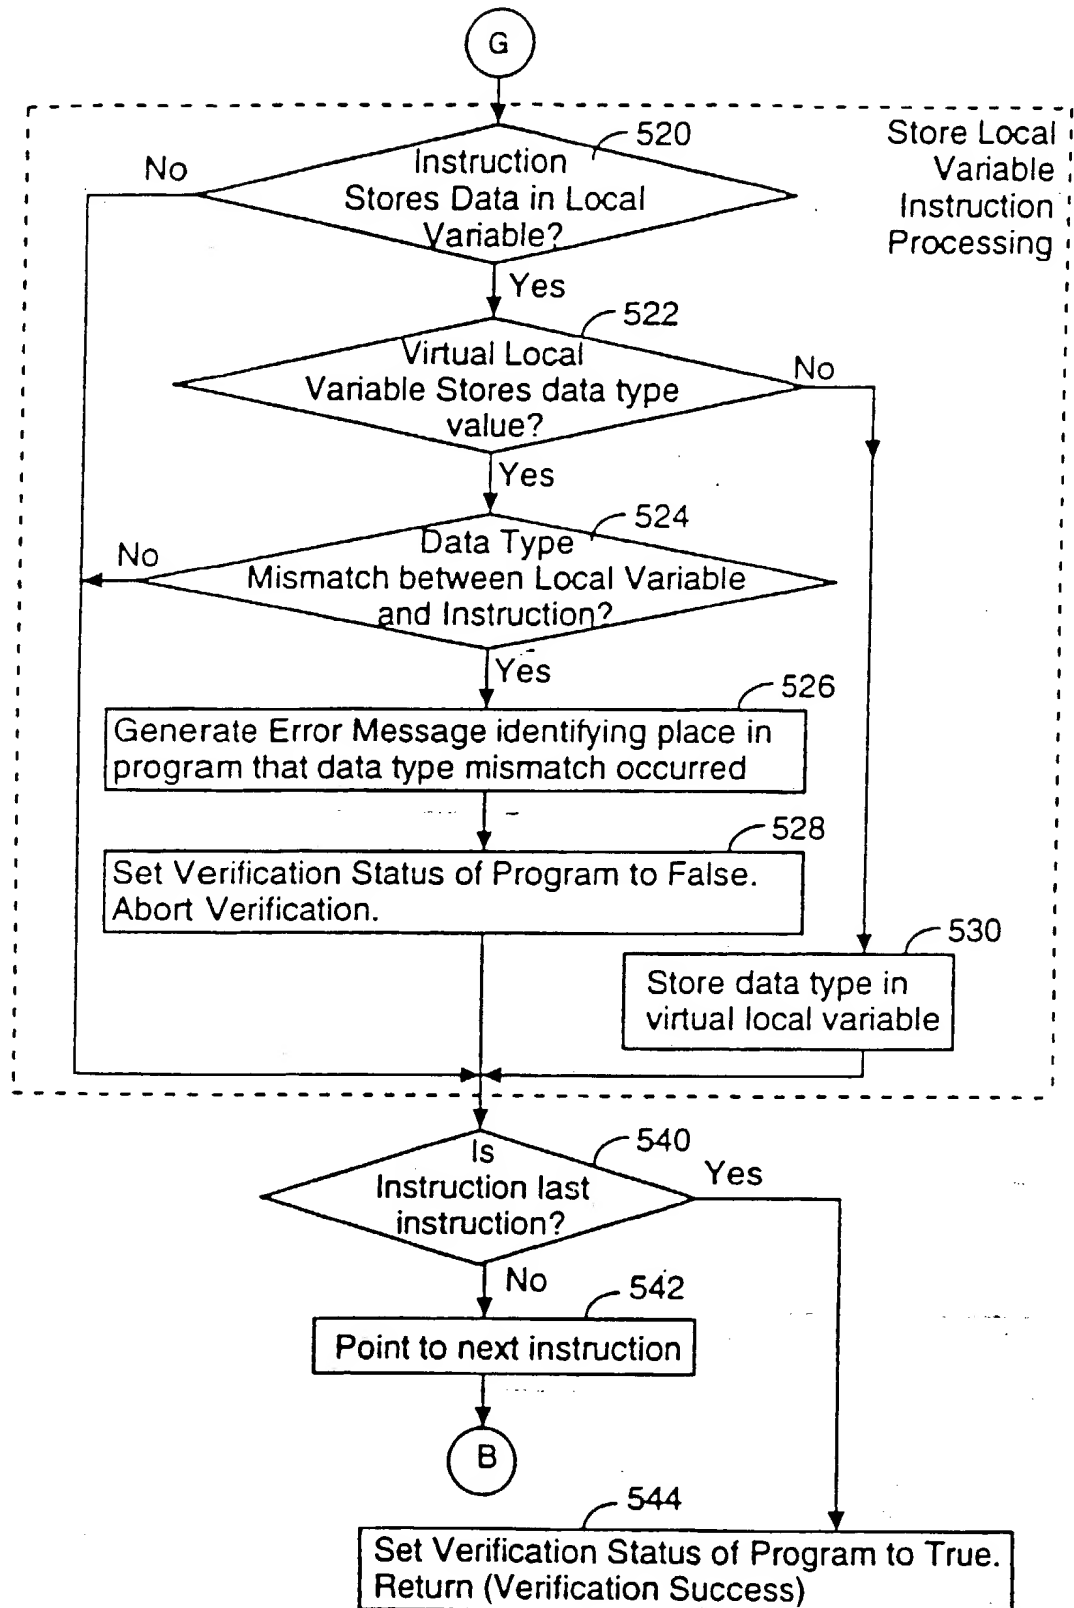 G
Store Local
Variable
Instruction
Processing
520
No
Instruction
Stores Data in Local
Variable?
Yes
522
Virtual Local
Variable Stores data type
value?
No
Yes
524
No
Data Type
Mismatch between Local Variable
and Instruction?
Yes
526
Generate Error Message identifying place in
program that data type mismatch occurred
528
Set Verification Status of Program to False.
Abort Verification.
530
Store data type in
virtual local variable
540
Is
Instruction last
instruction?
Yes
No
542
Point to next instruction
B
544
Set Verification Status of Program to True.
Return (Verification Success)